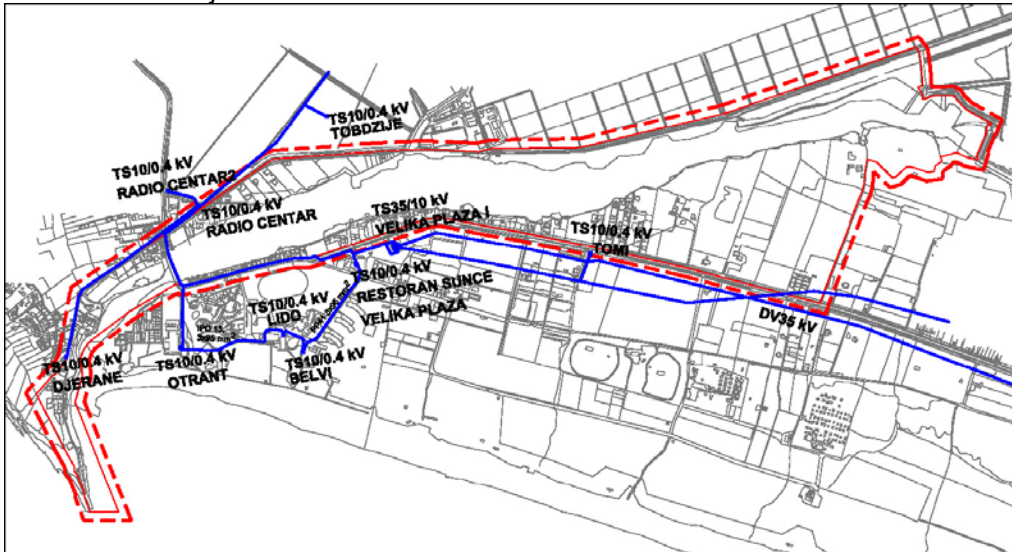 TS10/0.4 kV
TOBDZIJE
TS10/0.4 kV
RADIO CENTAR2
TS10/0.4 kV
RADIO CENTAR
TS35/10 kV
VELIKA PLAZA I
TS10/0.4 kV
TOMI
TS10/0.4 kV
RESTORAN SUNCE
VELIKA PLAZA
DV35 kV
TS10/0.4 kV
LIDO
IPO 13
TS10/0.4 kV
DJERANE
TS10/0.4 kV
OTRANT
TS10/0.4 kV
BELVI